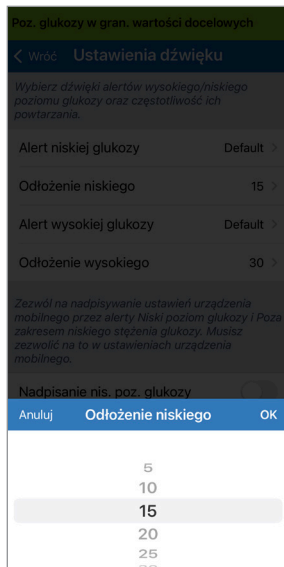 Poz. glukozy w gran. wartości docelowych
Wróć Ustawienia dźwięku
Wybierz dźwięki alertów wysokiego/niskiego
poziomu glukozy oraz częstotliwość ich
powtarzania.
Alert niskiej glukozy Default
Odłożenie niskiego 15
Alert wysokiej glukozy Default
Odłożenie wysokiego 30
Zezwól na nadpisywanie ustawień urządzenia
mobilnego przez alerty Niski poziom glukozy i Poza
zakresem niskiego stężenia glukozy. Musisz
zezwolić na to w ustawieniach urządzenia
mobilnego.
Nadpisanie nis. poz. glukozy
Anuluj Odłożenie niskiego OK
5
10
15
20
25